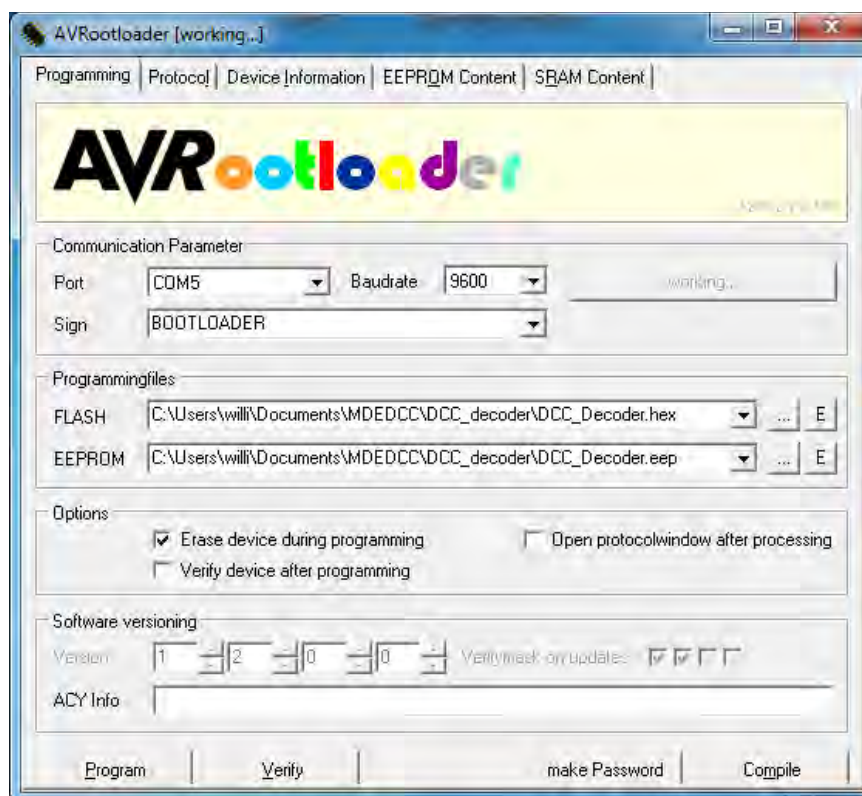 AVRootloader [working...]
Programming Protocol Device Information EEPROM Content SRAM Content
AVRootloader
Communication Parameter
Port COM5 Baudrate 9600 working...
Sign BOOTLOADER
Programmingfiles
FLASH C:\Users\willi\Documents\MDEDCC\DCC_decoder\DCC_Decoder.hex ... E
EEPROM C:\Users\willi\Documents\MDEDCC\DCC_decoder\DCC_Decoder.eep ... E
Options
Erase device during programming Open protocolwindow after processing
Verify device after programming
Software versioning
Version 1 2 0 0 Verifymask on updates
ACY Info
Program Verify make Password Compile